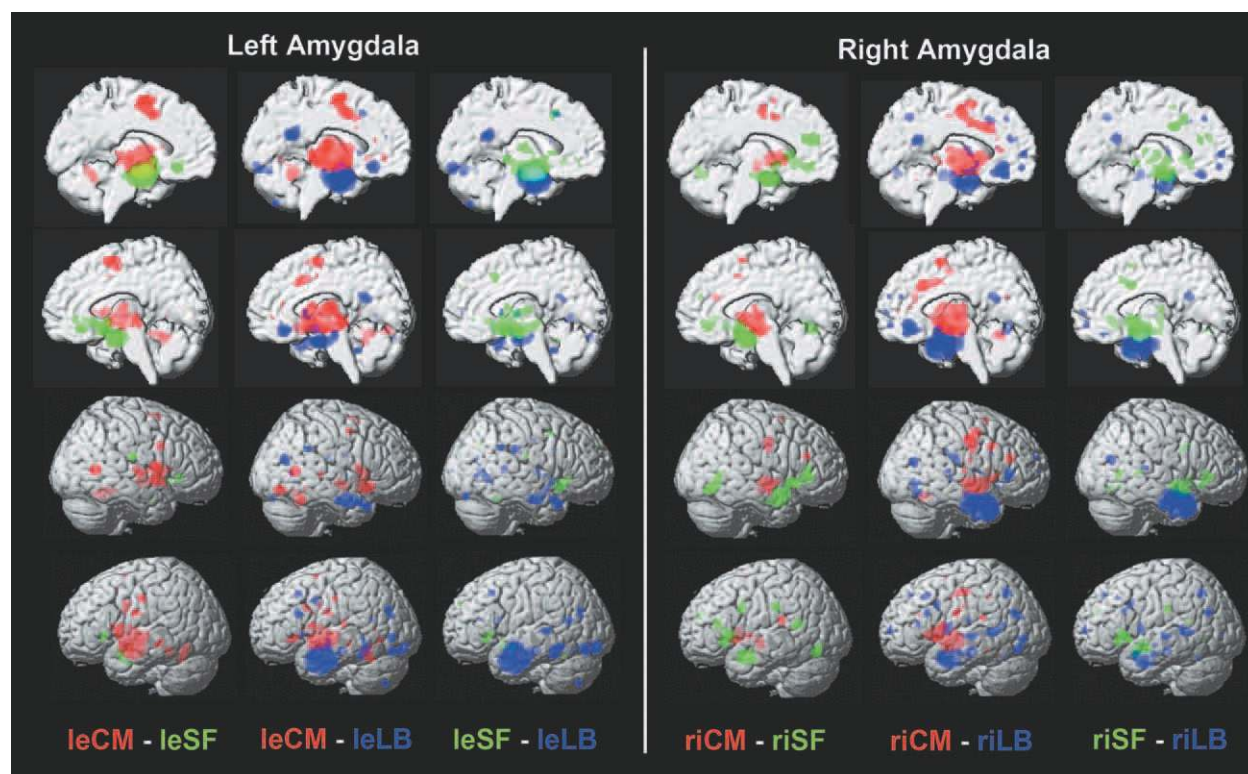 Left Amygdala
Right Amygdala
leCM - leSF
leCM - leLB
leSF - leLB
riCM - riSF
riCM - riLB
riSF - riLB